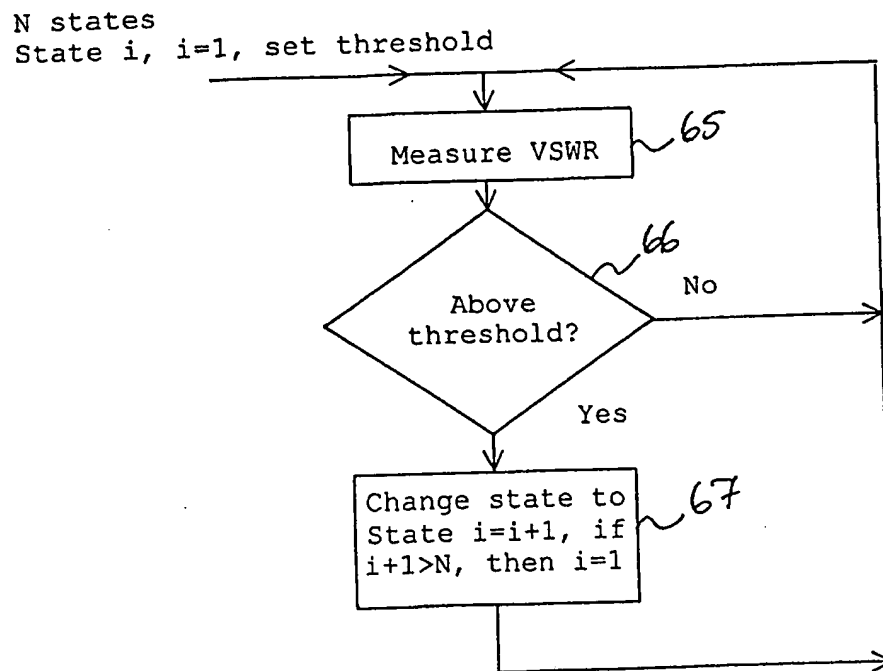 N states
State i, i=1, set threshold
Measure VSWR
65
66
Above
threshold?
No
Yes
Change state to
State i=i+1, if
i+1>N, then i=1
67